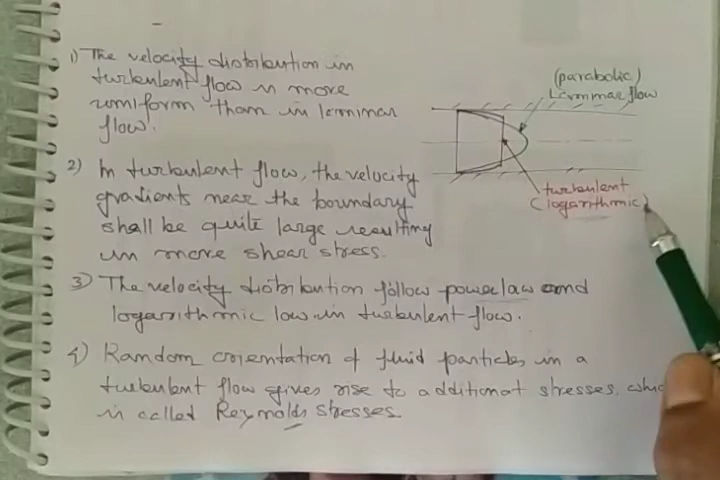 1) The velocity distribution in
turbulent flow is more
uniform than in laminar
flow.
(parabolic)
Laminar flow
turbulent
(logarithmic)
2) In turbulent flow, the velocity
gradients near the boundary
shall be quite large resulting
in more shear stress.
3) The velocity distribution follow power law and
logarithmic law in turbulent flow.
4) Random orientation of fluid particles in a
turbulent flow gives rise to additional stresses,
is called Reynolds stresses.